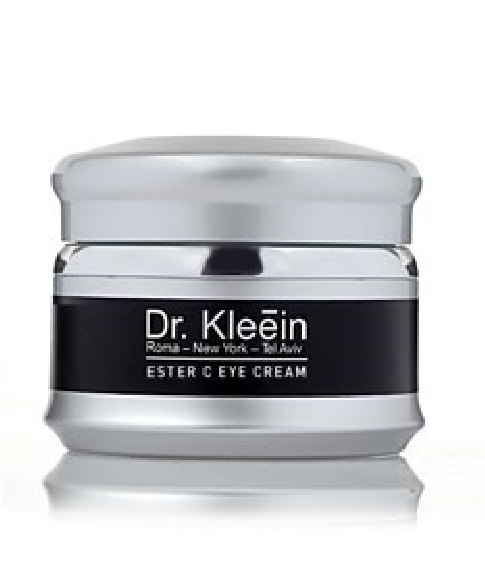 Dr. Kleēin
Roma – New York – Tel Aviv
ESTER C EYE CREAM